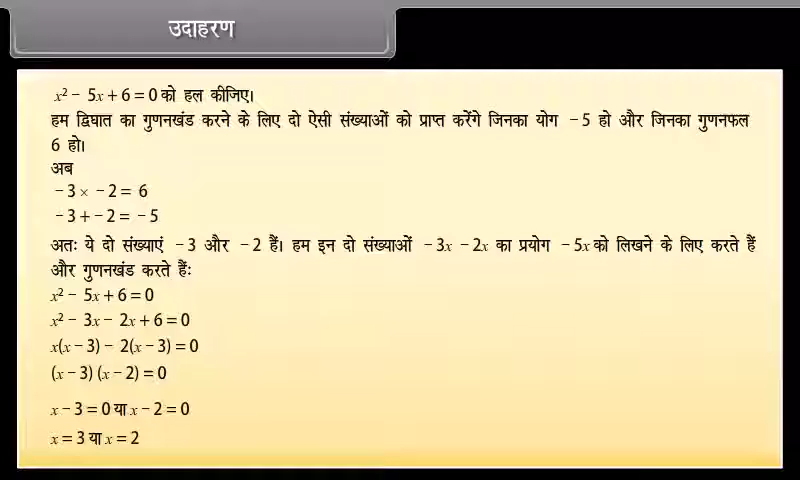 उदाहरण
x² − 5x + 6 = 0 को हल कीजिए।
हम द्विघात का गुणनखंड करने के लिए दो ऐसी संख्याओं को प्राप्त करेंगे जिनका योग −5 हो और जिनका गुणनफल
6 हो।
अब
−3 × −2 = 6
−3 + −2 = −5
अतः ये दो संख्याएं −3 और −2 हैं। हम इन दो संख्याओं −3x −2x का प्रयोग −5x को लिखने के लिए करते हैं
और गुणनखंड करते हैंः
x² − 5x + 6 = 0
x² − 3x − 2x + 6 = 0
x(x − 3) − 2(x − 3) = 0
(x − 3) (x − 2) = 0
x − 3 = 0 या x − 2 = 0
x = 3 या x = 2